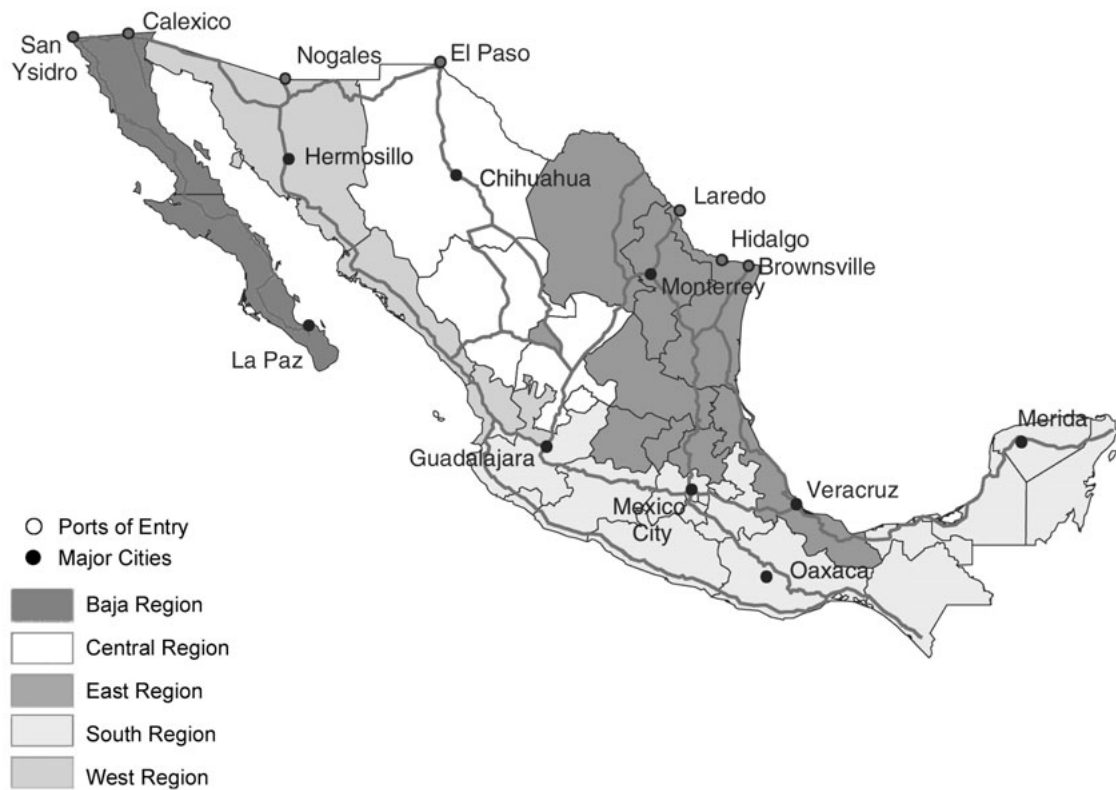 San
Ysidro
Calexico
Nogales
El Paso
Hermosillo
Chihuahua
Laredo
Hidalgo
Brownsville
Monterrey
La Paz
Guadalajara
Mexico
City
Veracruz
Merida
Oaxaca
Ports of Entry
Major Cities
Baja Region
Central Region
East Region
South Region
West Region